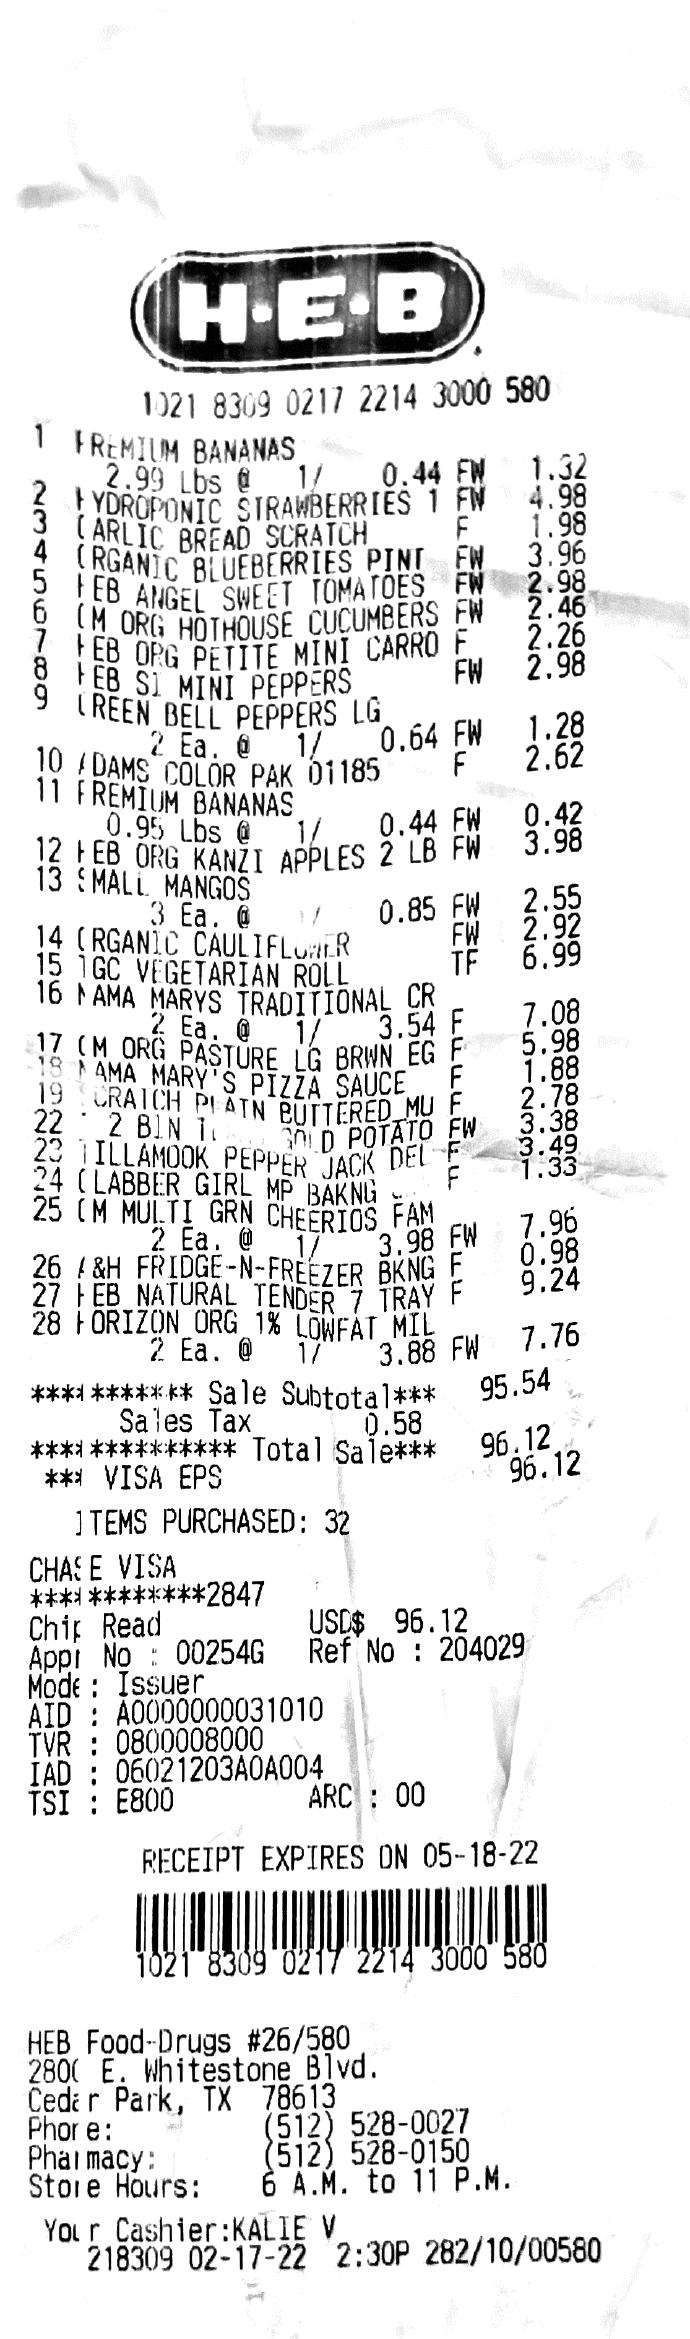 H·E·B
1021 8309 0217 2214 3000 580
1 PREMIUM BANANAS
2.99 Lbs @ 1/ 0.44 FW 1.32
2 HYDROPONIC STRAWBERRIES 1 FW 4.98
3 GARLIC BREAD SCRATCH F 1.98
4 ORGANIC BLUEBERRIES PINT FW 3.96
5 HEB ANGEL SWEET TOMATOES FW 2.98
6 CM ORG HOTHOUSE CUCUMBERS FW 2.46
7 HEB ORG PETITE MINI CARRO F 2.26
8 HEB SI MINI PEPPERS FW 2.98
9 GREEN BELL PEPPERS LG
2 Ea. @ 1/ 0.64 FW 1.28
10 ADAMS COLOR PAK 01185 F 2.62
11 PREMIUM BANANAS
0.95 Lbs @ 1/ 0.44 FW 0.42
12 HEB ORG KANZI APPLES 2 LB FW 3.98
13 SMALL MANGOS
3 Ea. @ 1/ 0.85 FW 2.55
14 ORGANIC CAULIFLOWER FW 2.92
15 TGC VEGETARIAN ROLL TF 6.99
16 MAMA MARYS TRADITIONAL CR
2 Ea. @ 1/ 3.54 F 7.08
17 CM ORG PASTURE LG BRWN EG F 5.98
18 MAMA MARY'S PIZZA SAUCE F 1.88
19 SCRATCH PLAIN BUTTERED MU F 2.78
22 2 BIN GOLD POTATO FW 3.38
23 TILLAMOOK PEPPER JACK DEL F 3.49
24 CLABBER GIRL MP BAKNG F 1.33
25 CM MULTI GRN CHEERIOS FAM
2 Ea. @ 1/ 3.98 FW 7.96
26 A&H FRIDGE-N-FREEZER BKNG F 0.98
27 HEB NATURAL TENDER 7 TRAY F 9.24
28 HORIZON ORG 1% LOWFAT MIL
2 Ea. @ 1/ 3.88 FW 7.76
*********** Sale Subtotal*** 95.54
Sales Tax 0.58
************** Total Sale*** 96.12
*** VISA EPS 96.12
ITEMS PURCHASED: 32
CHASE VISA
************2847
Chip Read USD$ 96.12
Appr No : 00254G Ref No : 204029
Mode : Issuer
AID : A0000000031010
TVR : 0800008000
IAD : 06021203A0A004
TSI : E800 ARC : 00
RECEIPT EXPIRES ON 05-18-22
1021 8309 0217 2214 3000 580
HEB Food-Drugs #26/580
2800 E. Whitestone Blvd.
Cedar Park, TX 78613
Phone: (512) 528-0027
Pharmacy: (512) 528-0150
Store Hours: 6 A.M. to 11 P.M.
Your Cashier:KALIE V
218309 02-17-22 2:30P 282/10/00580